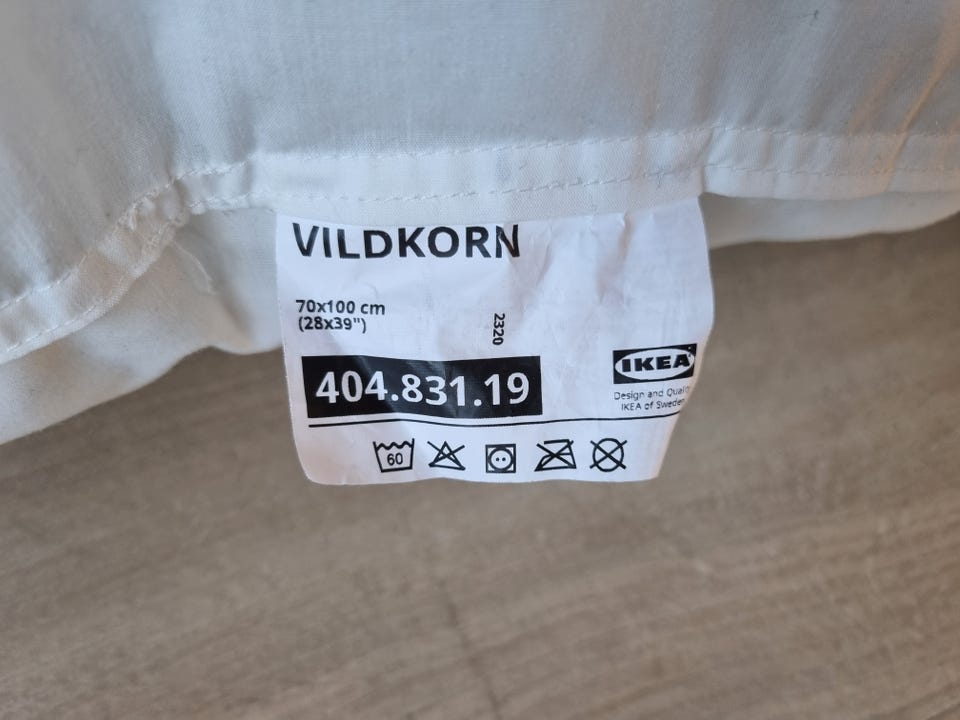 VILDKORN
70x100 cm
(28x39")
2320
404.831.19
IKEA
Design and Quality
IKEA of Sweden
60